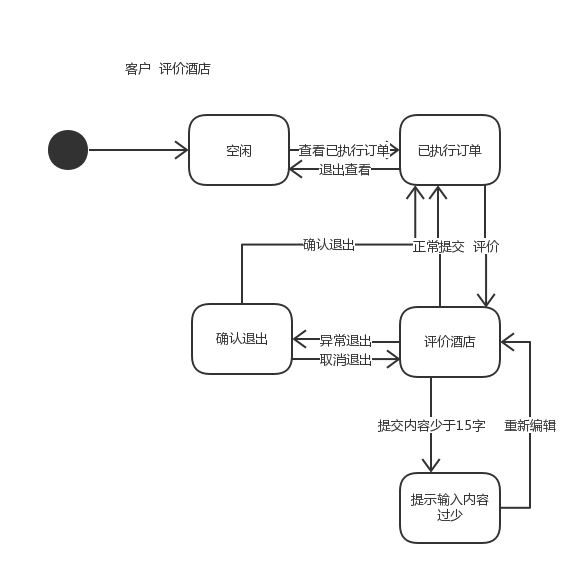 客户 评价酒店
空闲
查看已执行订单
退出查看
已执行订单
确认退出
正常提交
评价
确认退出
异常退出
取消退出
评价酒店
提交内容少于15字
重新编辑
提示输入内容
过少